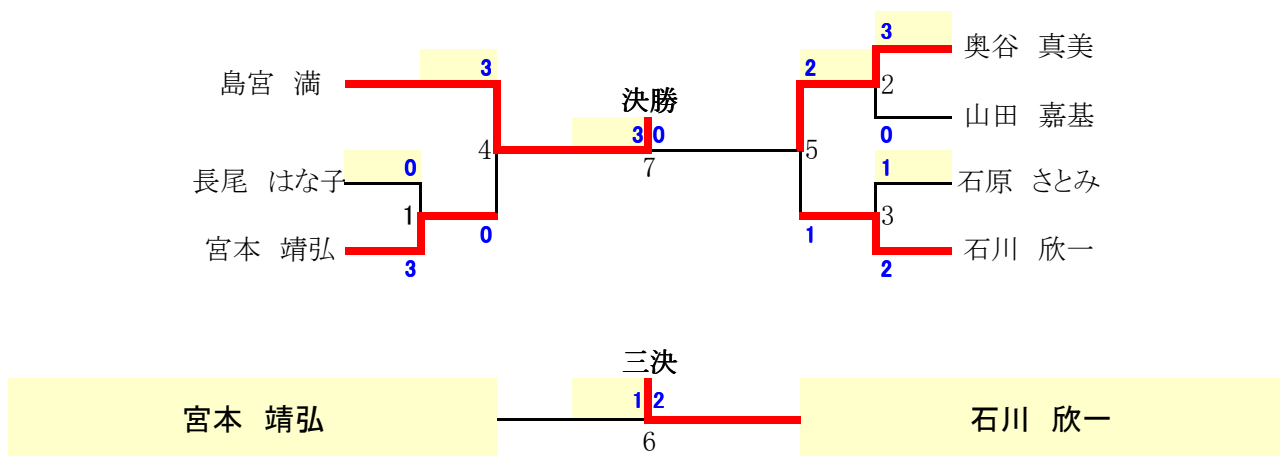 3
奥谷 真美
島宮 満
3
2
2
決勝
山田 嘉基
3 0
0
4
5
7
長尾 はな子
0
1
石原 さとみ
1
3
宮本 靖弘
0
1
石川 欣一
3
2
三決
宮本 靖弘
1 2
石川 欣一
6